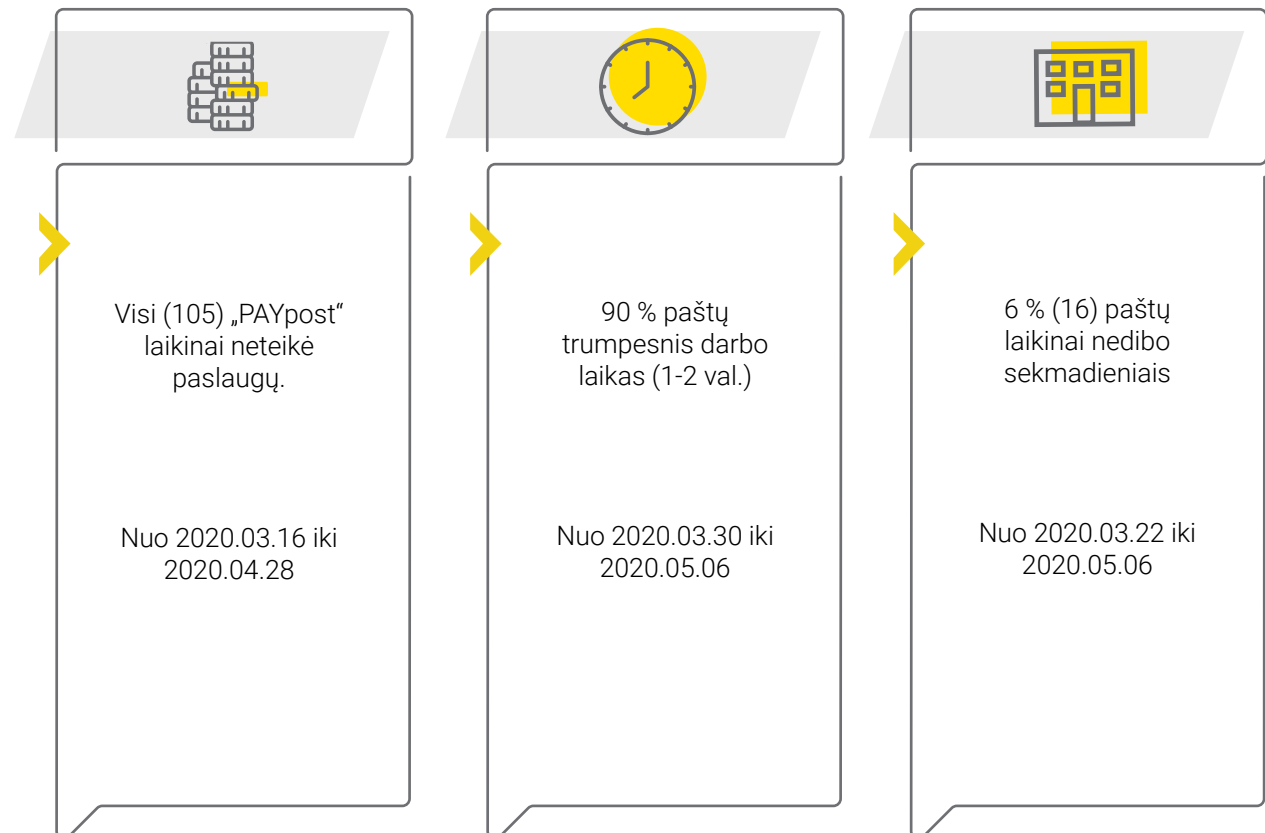 Visi (105) „PAYpost“
laikinai neteikė
paslaugų.
Nuo 2020.03.16 iki
2020.04.28
90 % paštų
trumpesnis darbo
laikas (1-2 val.)
Nuo 2020.03.30 iki
2020.05.06
6 % (16) paštų
laikinai nedibo
sekmadieniais
Nuo 2020.03.22 iki
2020.05.06